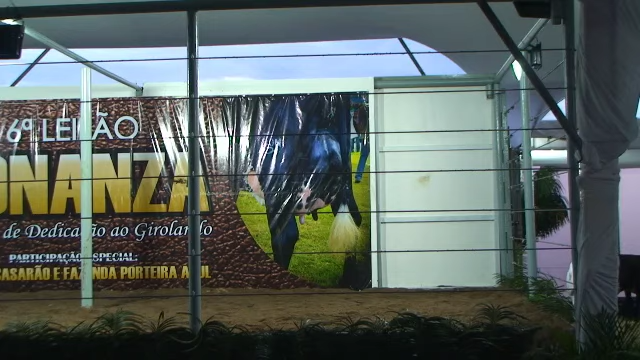 6º LEILÃO
ONANZA
de Dedicação ao Girolando
PARTICIPAÇÃO ESPECIAL:
CASARÃO E FAZENDA PORTEIRA AZUL